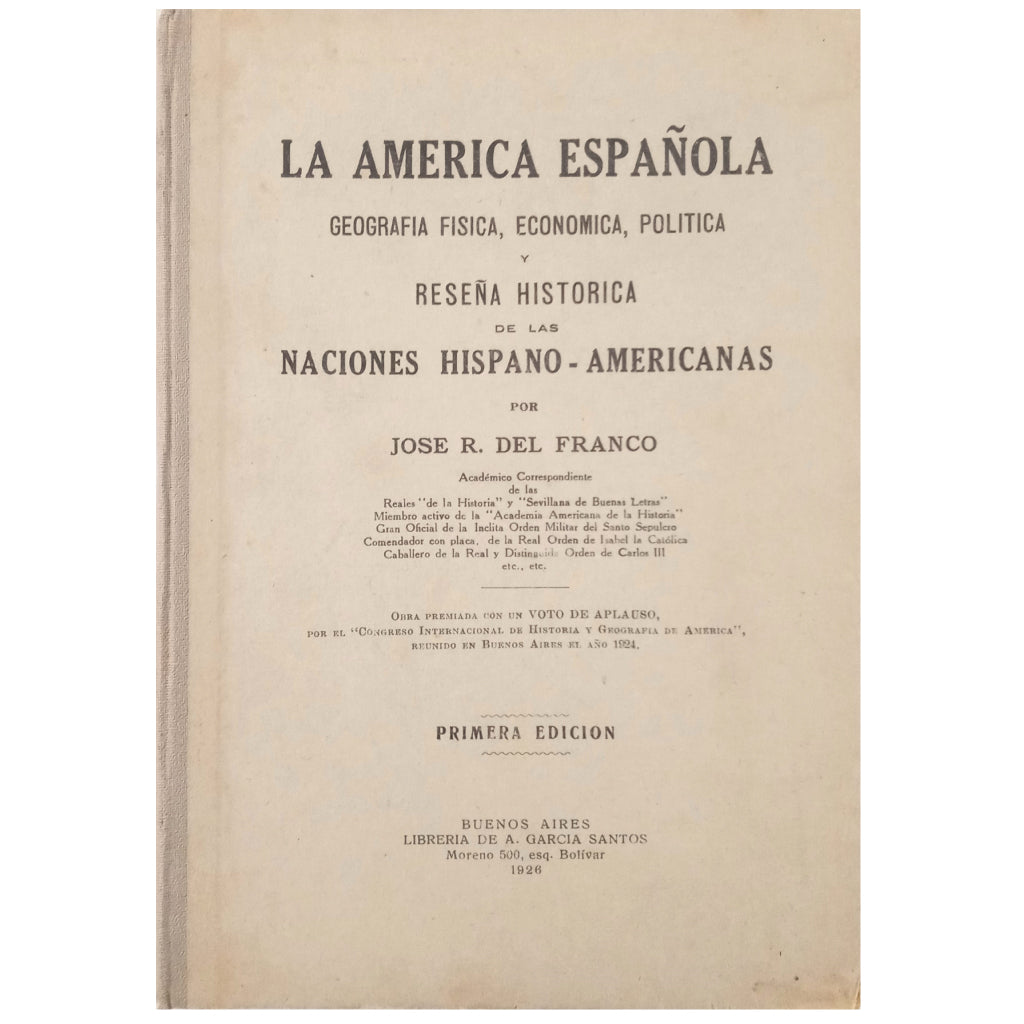 LA AMERICA ESPAÑOLA
GEOGRAFIA FISICA, ECONOMICA, POLITICA
Y
RESEÑA HISTORICA
DE LAS
NACIONES HISPANO-AMERICANAS
POR
JOSE R. DEL FRANCO
Académico Correspondiente
de las
Reales "de la Historia" y "Sevillana de Buenas Letras"
Miembro activo de la "Academia Americana de la Historia"
Gran Oficial de la Inclita Orden Militar del Santo Sepulcro
Comendador con placa, de la Real Orden de Isabel la Católica
Caballero de la Real y Distinguida Orden de Carlos III
etc., etc.
OBRA PREMIADA CON UN VOTO DE APLAUSO,
POR EL "CONGRESO INTERNACIONAL DE HISTORIA Y GEOGRAFIA DE AMERICA",
REUNIDO EN BUENOS AIRES EL AÑO 1924.
PRIMERA EDICION
BUENOS AIRES
LIBRERIA DE A. GARCIA SANTOS
Moreno 500, esq. Bolívar
1926